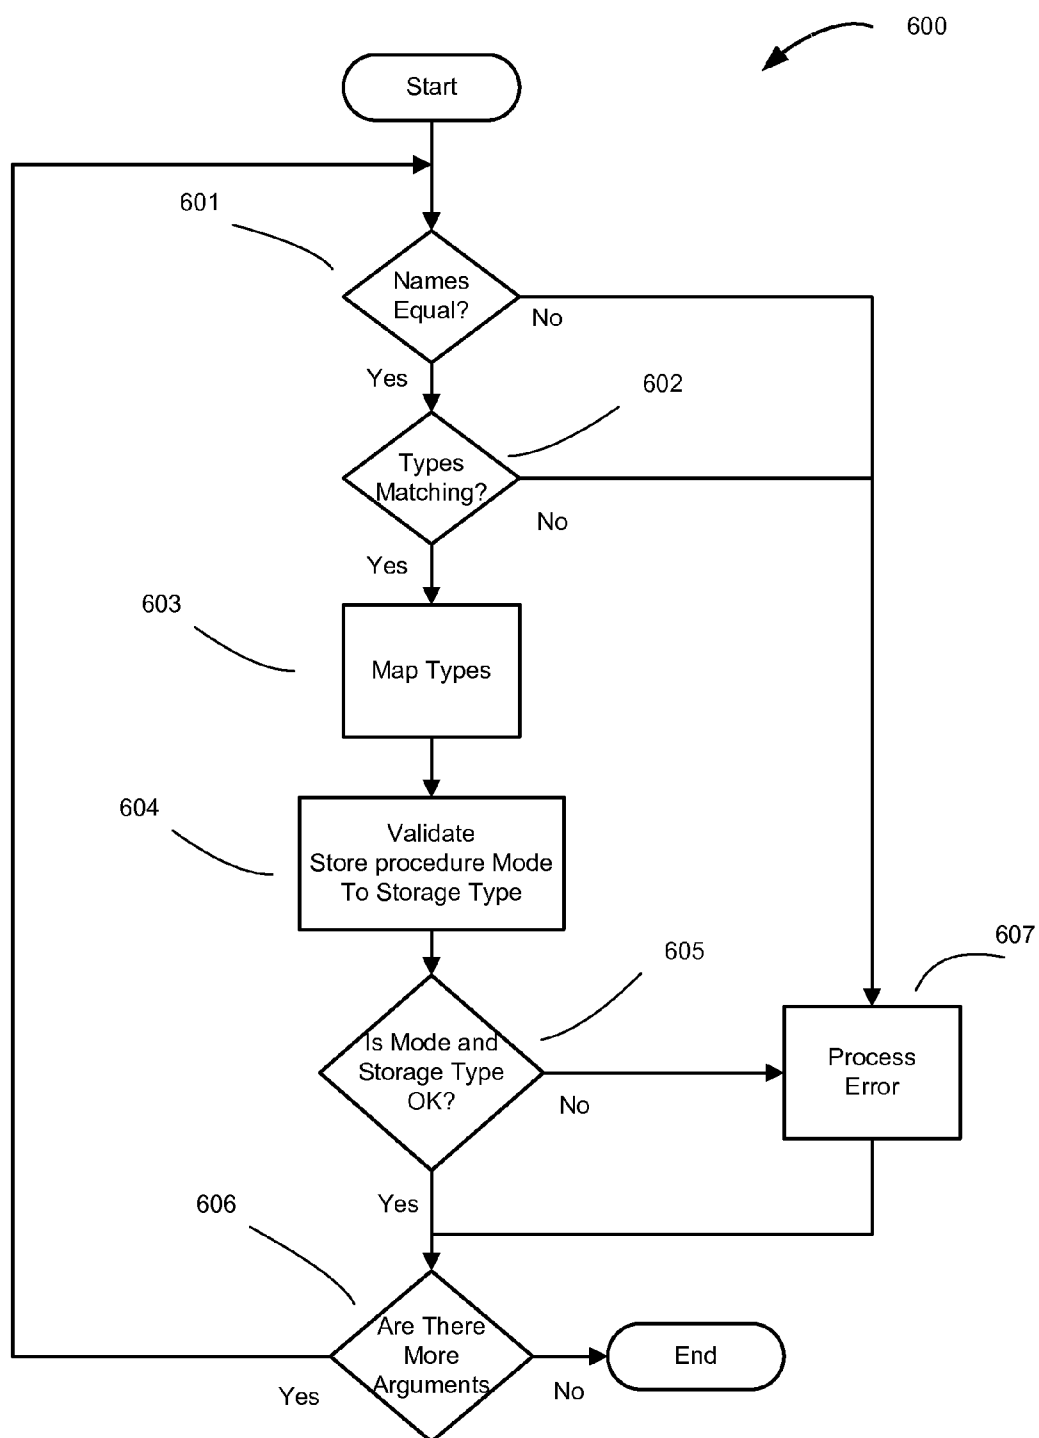 600
Start
601
Names
Equal?
No
Yes
602
Types
Matching?
No
Yes
603
Map Types
604
Validate
Store procedure Mode
To Storage Type
605
607
Is Mode and
Storage Type
OK?
No
Process
Error
Yes
606
Are There
More
Arguments
Yes
No
End